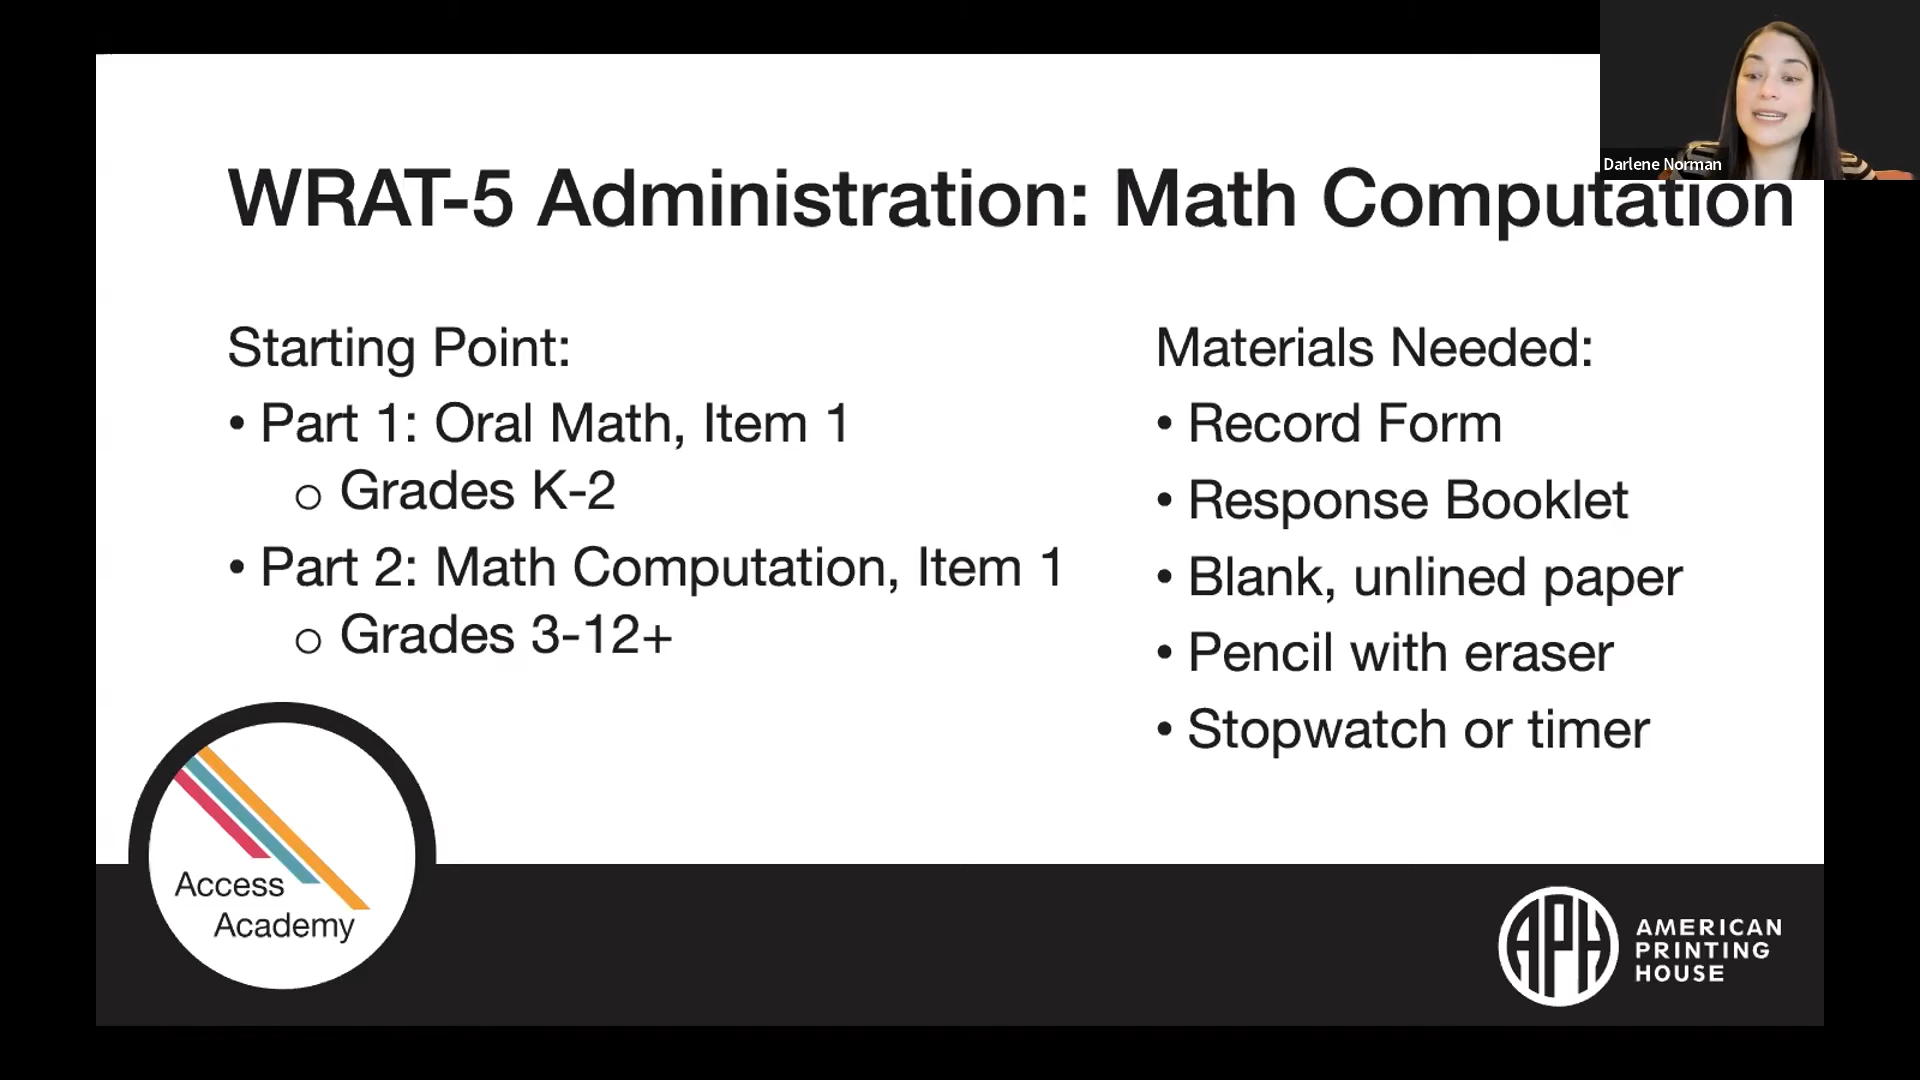 Darlene Norman
WRAT-5 Administration: Math Computation
Starting Point:
• Part 1: Oral Math, Item 1
o Grades K-2
• Part 2: Math Computation, Item 1
o Grades 3-12+
Materials Needed:
• Record Form
• Response Booklet
• Blank, unlined paper
• Pencil with eraser
• Stopwatch or timer
Access
Academy
APH
AMERICAN
PRINTING
HOUSE